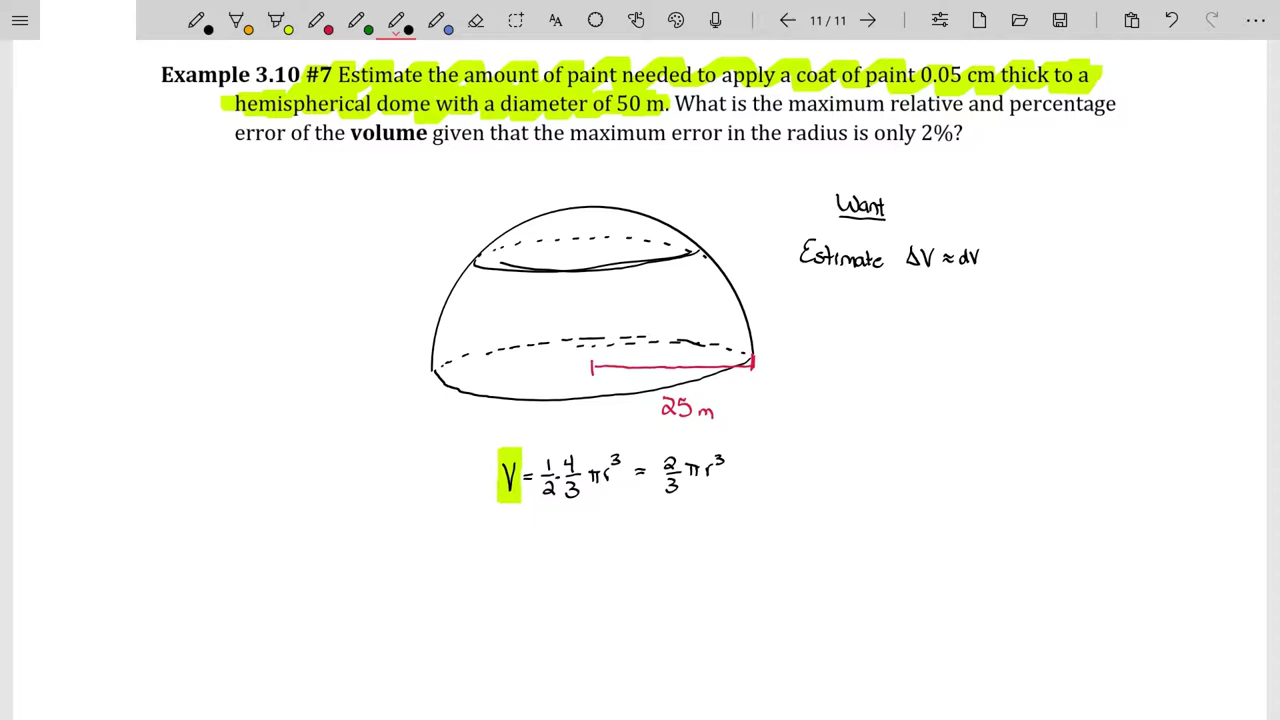 11/11
Example 3.10 #7 Estimate the amount of paint needed to apply a coat of paint 0.05 cm thick to a
hemispherical dome with a diameter of 50 m. What is the maximum relative and percentage
error of the volume given that the maximum error in the radius is only 2%?
Want
Estimate ΔV ≈ dV
25 m
V = 1/2 · 4/3 πr³ = 2/3 πr³